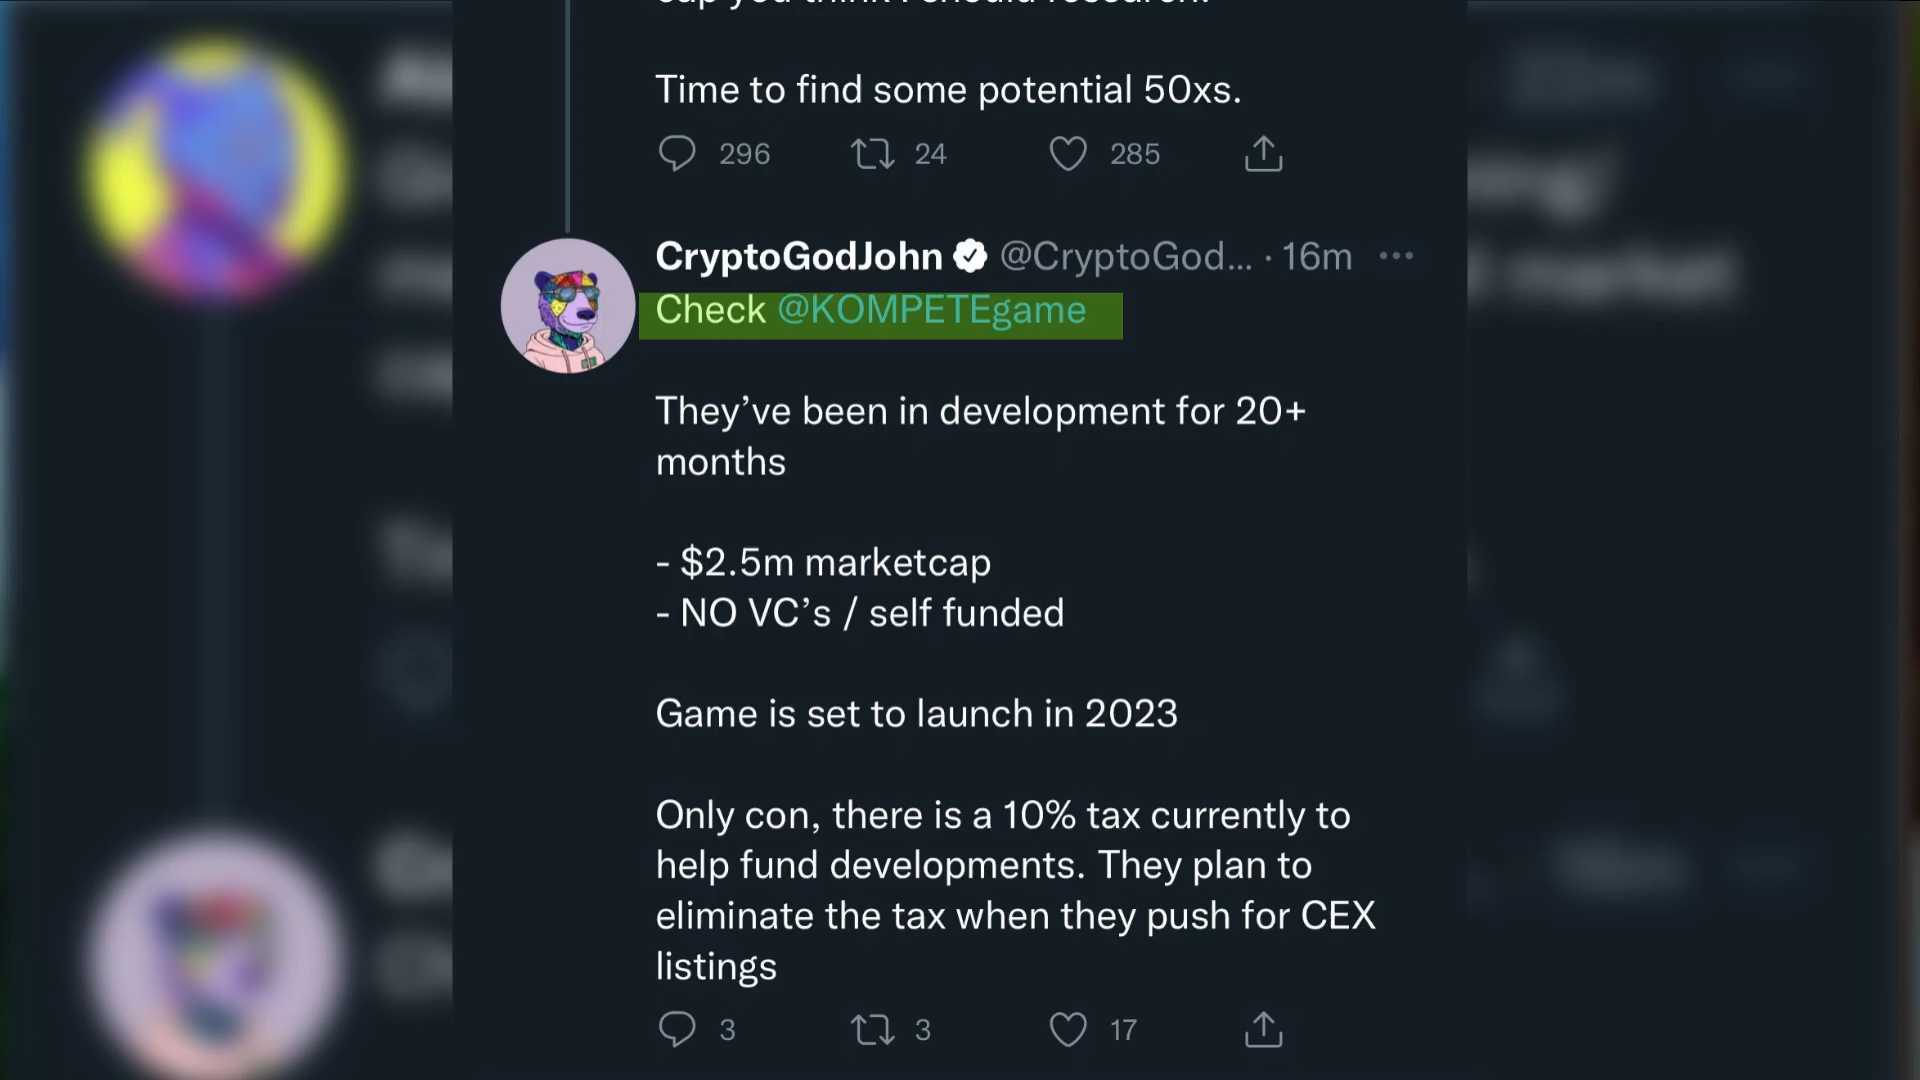 Time to find some potential 50xs.
296 24 285
CryptoGodJohn @CryptoGod... · 16m
Check @KOMPETEgame
They’ve been in development for 20+
months
- $2.5m marketcap
- NO VC’s / self funded
Game is set to launch in 2023
Only con, there is a 10% tax currently to
help fund developments. They plan to
eliminate the tax when they push for CEX
listings
3 3 17